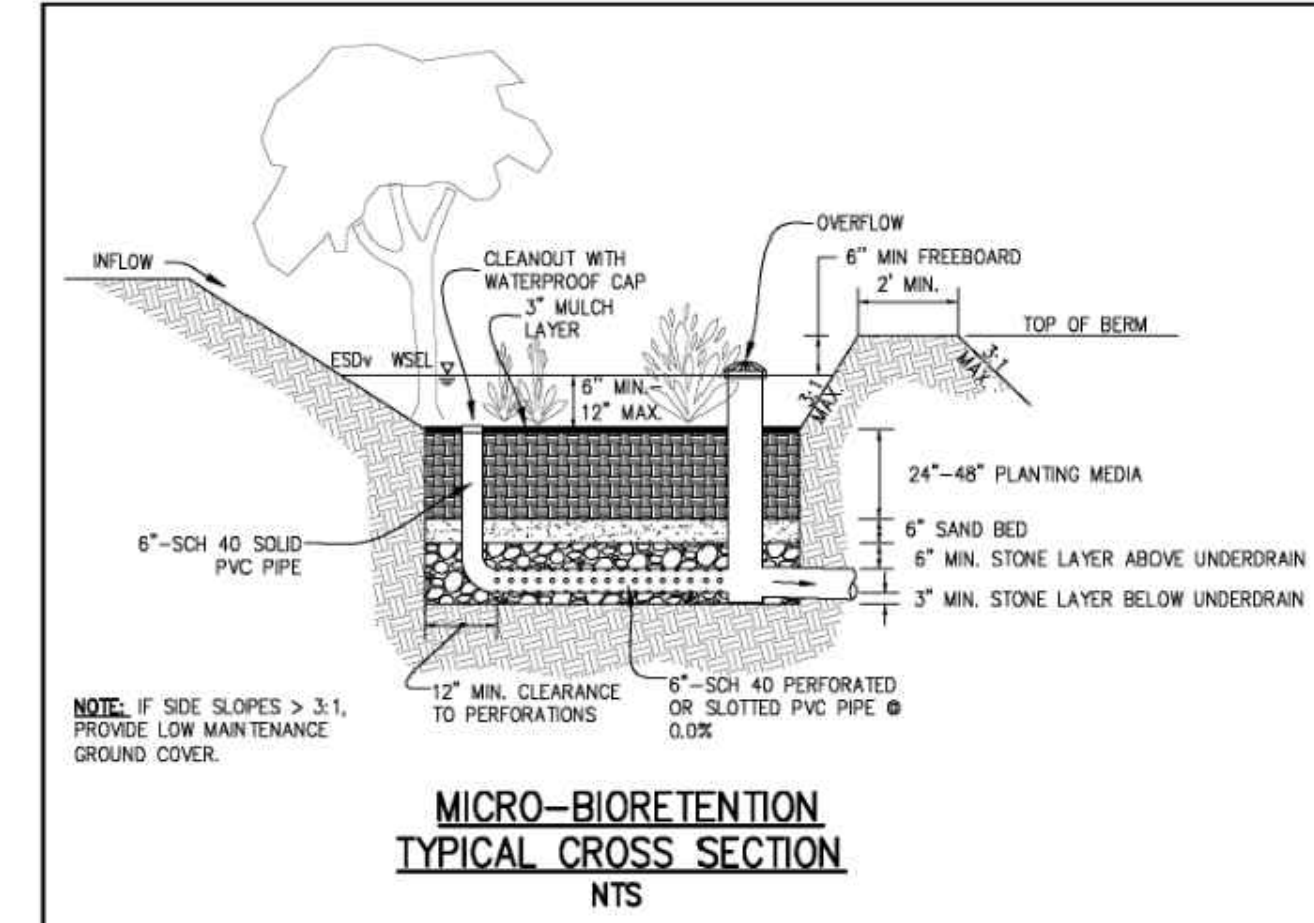 OVERFLOW
INFLOW
CLEANOUT WITH
WATERPROOF CAP
6" MIN FREEBOARD
2' MIN.
3" MULCH
LAYER
TOP OF BERM
ESDv WSEL
3:1
MAX.
6" MIN.-
12" MAX.
3:1
MAX.
24"-48" PLANTING MEDIA
6" SAND BED
6"-SCH 40 SOLID
PVC PIPE
6" MIN. STONE LAYER ABOVE UNDERDRAIN
3" MIN. STONE LAYER BELOW UNDERDRAIN
12" MIN. CLEARANCE
TO PERFORATIONS
6"-SCH 40 PERFORATED
OR SLOTTED PVC PIPE @
0.0%
NOTE: IF SIDE SLOPES > 3:1,
PROVIDE LOW MAINTENANCE
GROUND COVER.
MICRO-BIORETENTION
TYPICAL CROSS SECTION
NTS